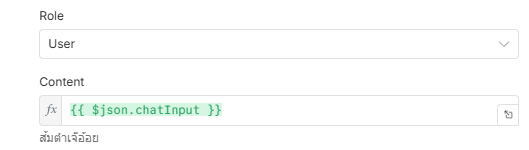 Role
User
Content
fx {{ $json.chatInput }}
ส้มตำเจ๊อ้อย